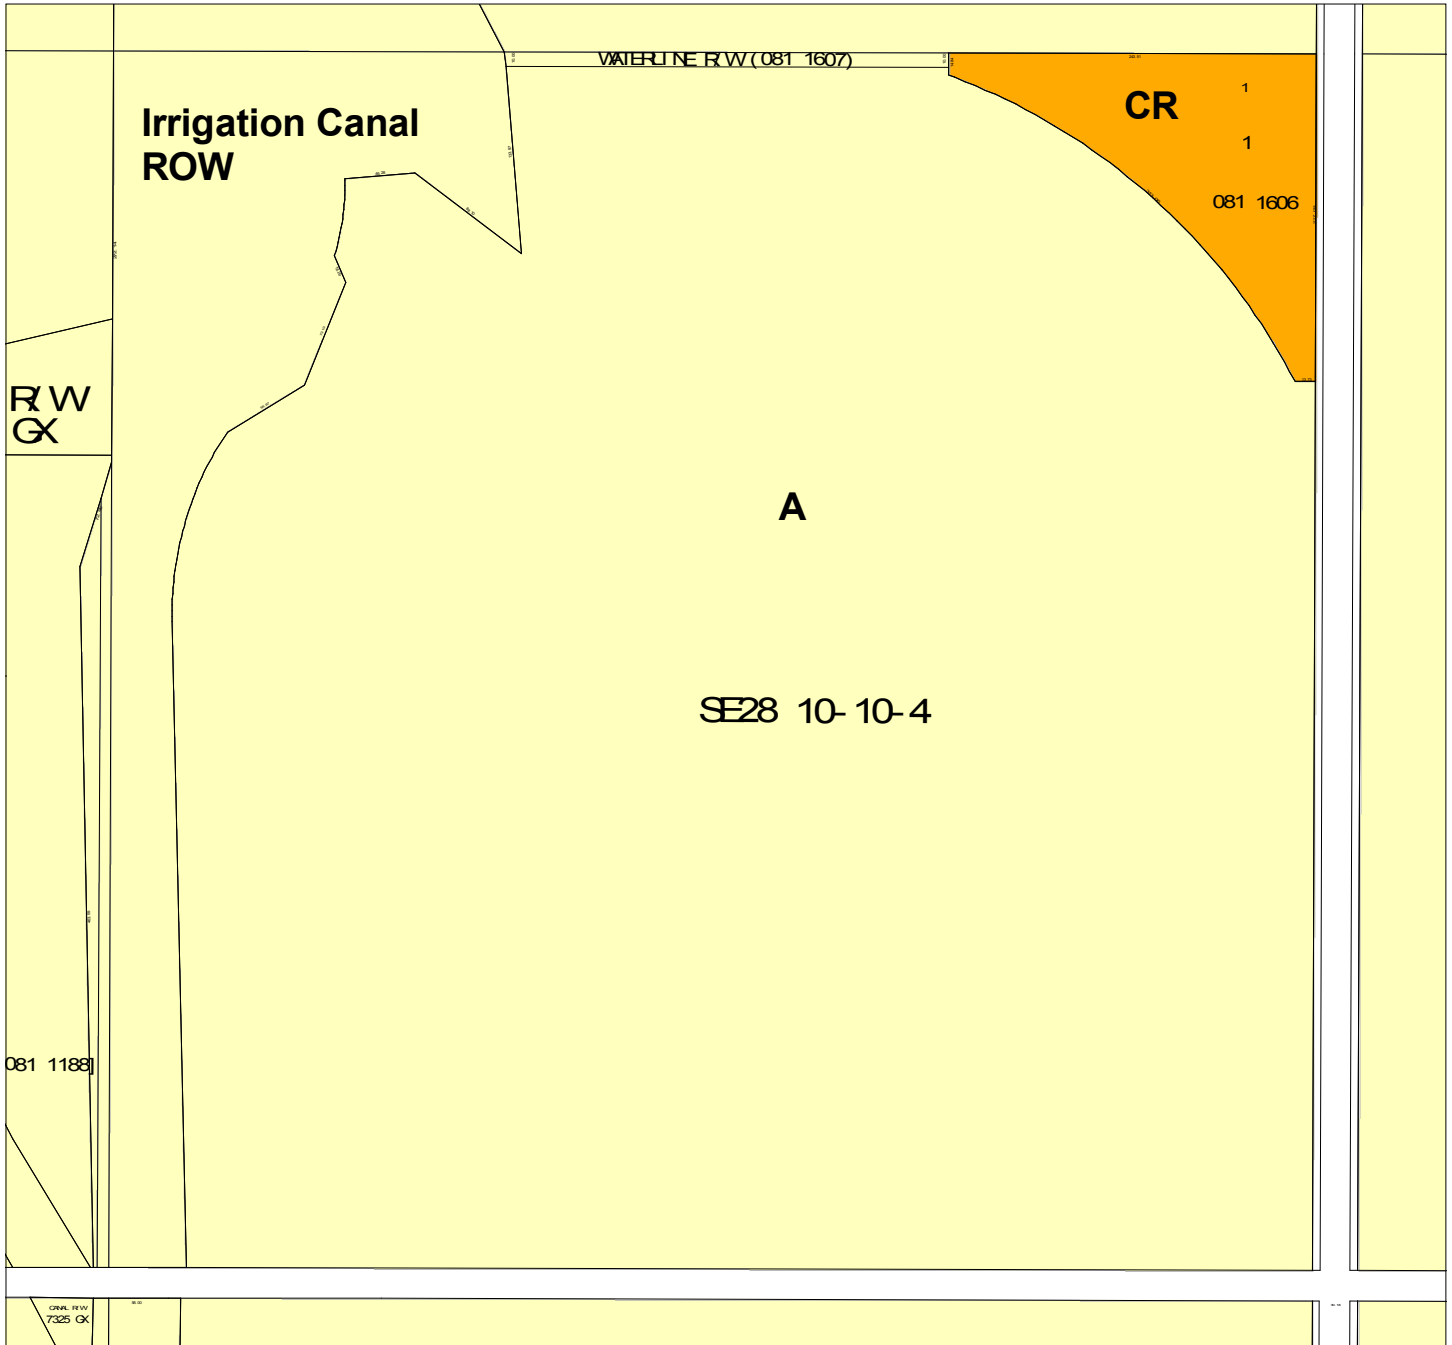 WATERLINE R/W (081 1607)
Irrigation Canal
ROW
CR
1
1
081 1606
R/W
GX
A
SE28 10-10-4
081 1188]
CANAL R/W
7325 GX